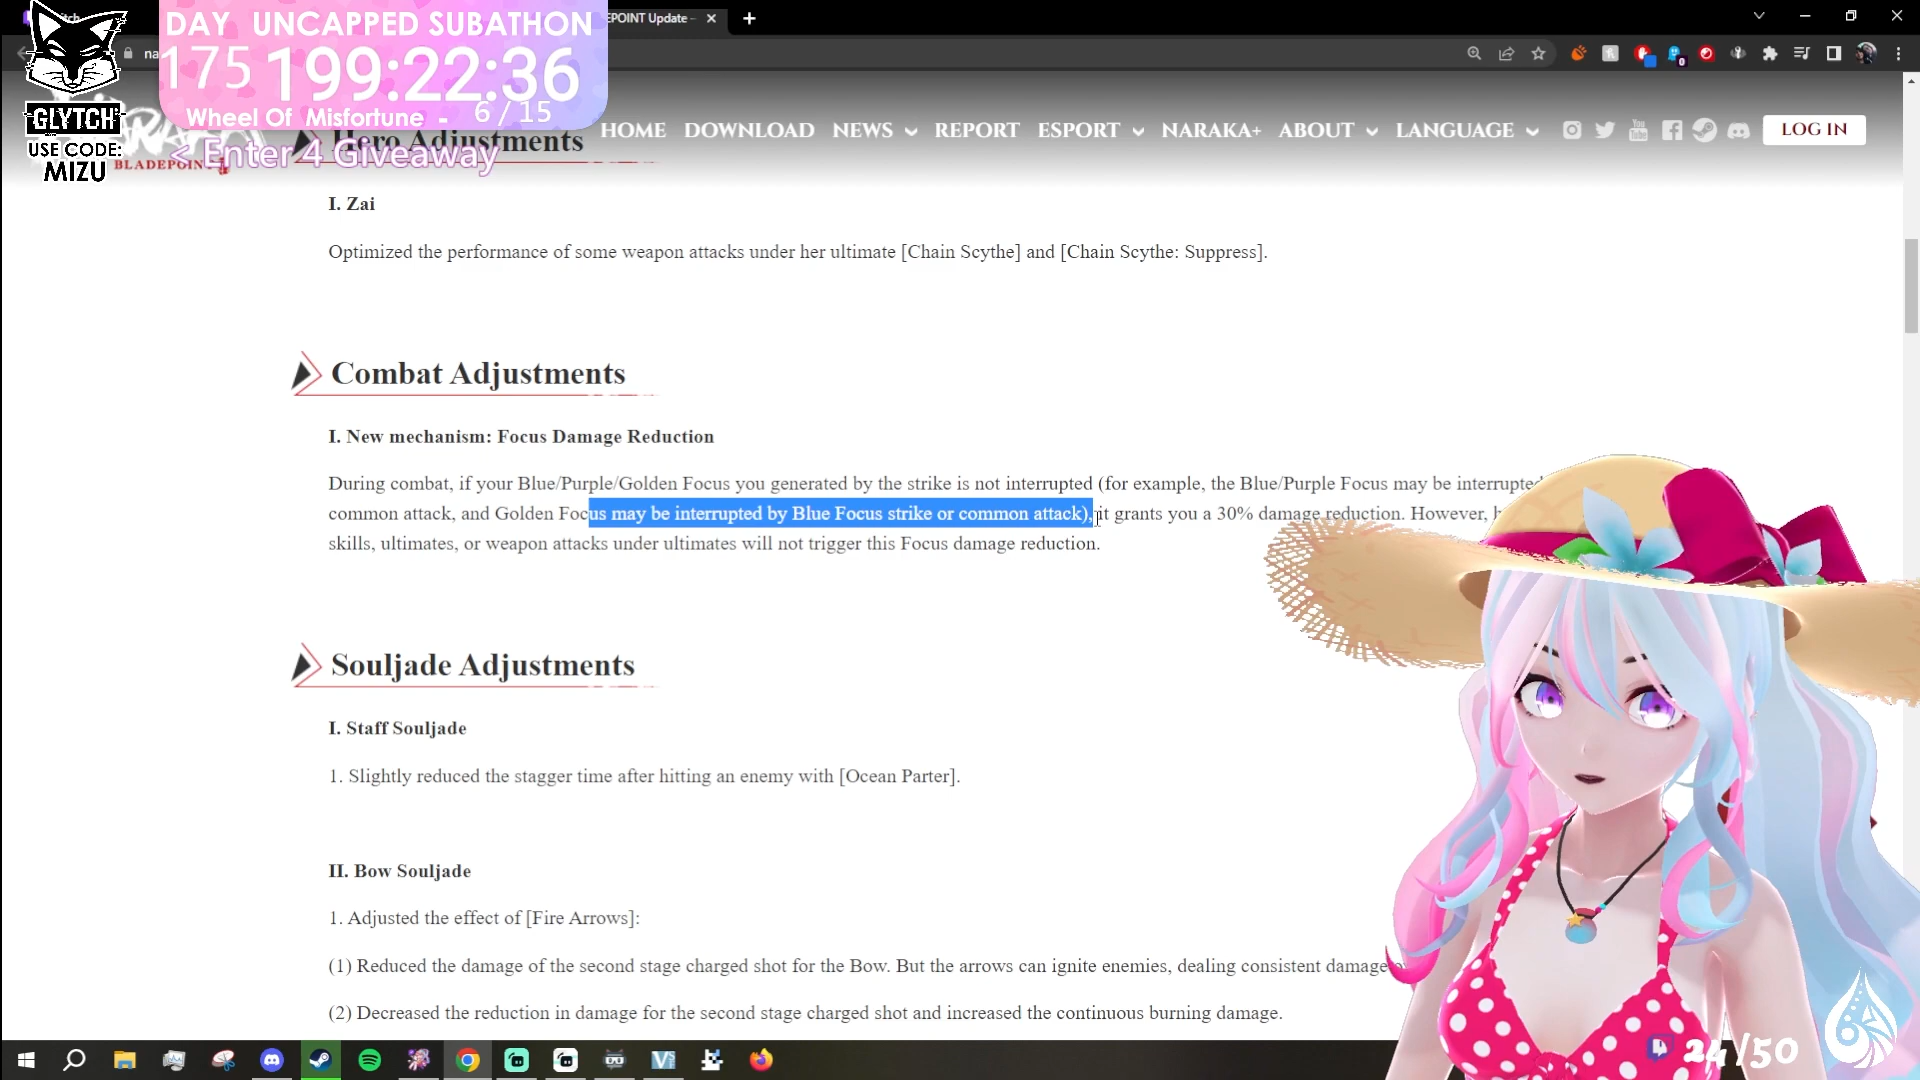 POINT Update –
DAY UNCAPPED SUBATHON
175 199:22:36
Wheel Of Misfortune - 6/15
< Enter 4 Giveaway
GLYTCH
USE CODE:
MIZU
na
BLADEPOINT
HOME DOWNLOAD NEWS REPORT ESPORT NARAKA+ ABOUT LANGUAGE LOG IN
Hero Adjustments
I. Zai
Optimized the performance of some weapon attacks under her ultimate [Chain Scythe] and [Chain Scythe: Suppress].
Combat Adjustments
I. New mechanism: Focus Damage Reduction
During combat, if your Blue/Purple/Golden Focus you generated by the strike is not interrupted (for example, the Blue/Purple Focus may be interrupted
common attack, and Golden Focus may be interrupted by Blue Focus strike or common attack), it grants you a 30% damage reduction. However,
skills, ultimates, or weapon attacks under ultimates will not trigger this Focus damage reduction.
Souljade Adjustments
I. Staff Souljade
1. Slightly reduced the stagger time after hitting an enemy with [Ocean Parter].
II. Bow Souljade
1. Adjusted the effect of [Fire Arrows]:
(1) Reduced the damage of the second stage charged shot for the Bow. But the arrows can ignite enemies, dealing consistent damage
(2) Decreased the reduction in damage for the second stage charged shot and increased the continuous burning damage.
24/50